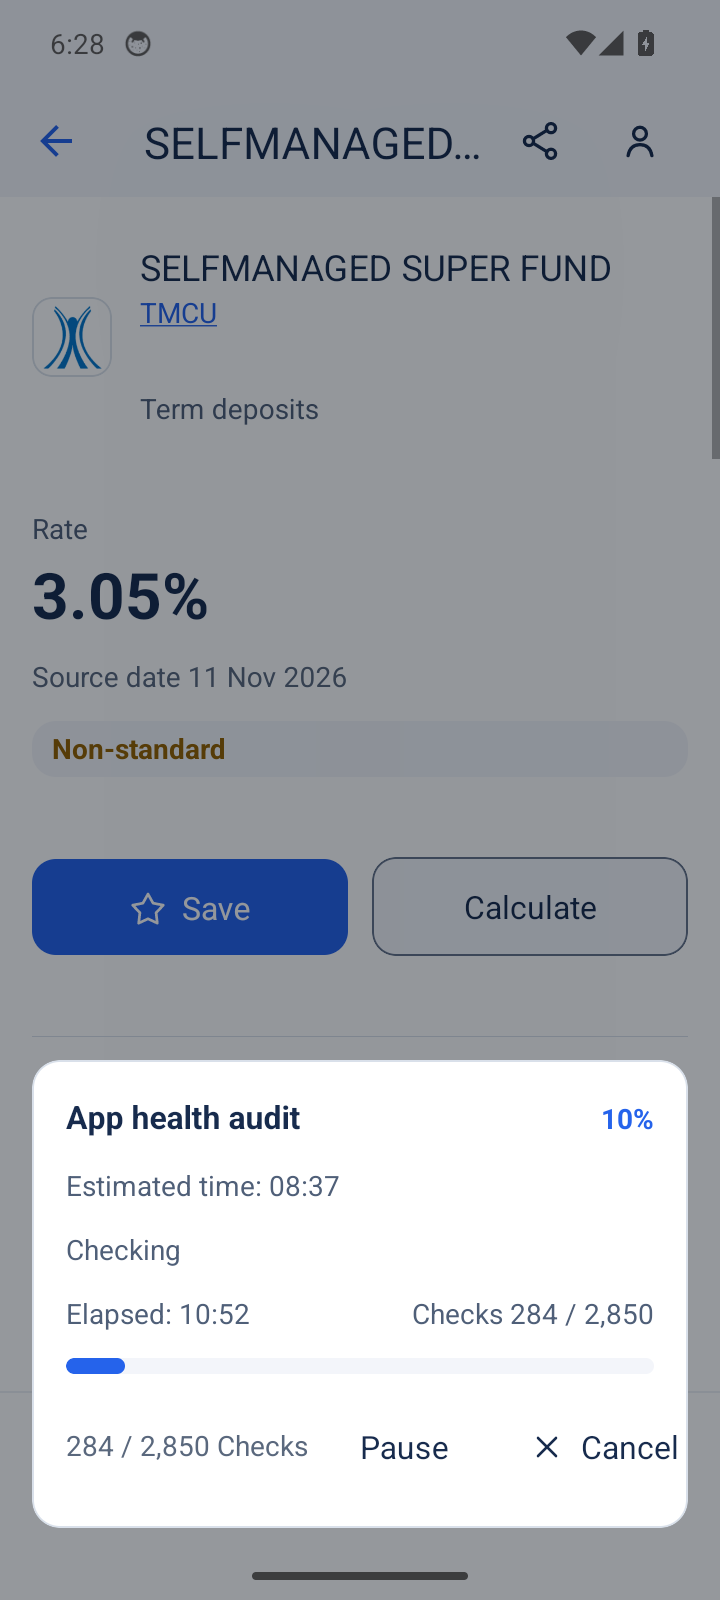 6:28
SELFMANAGED...
SELFMANAGED SUPER FUND
TMCU
Term deposits
Rate
3.05%
Source date 11 Nov 2026
Non-standard
Save
Calculate
App health audit
10%
Estimated time: 08:37
Checking
Elapsed: 10:52
Checks 284 / 2,850
284 / 2,850 Checks
Pause
Cancel